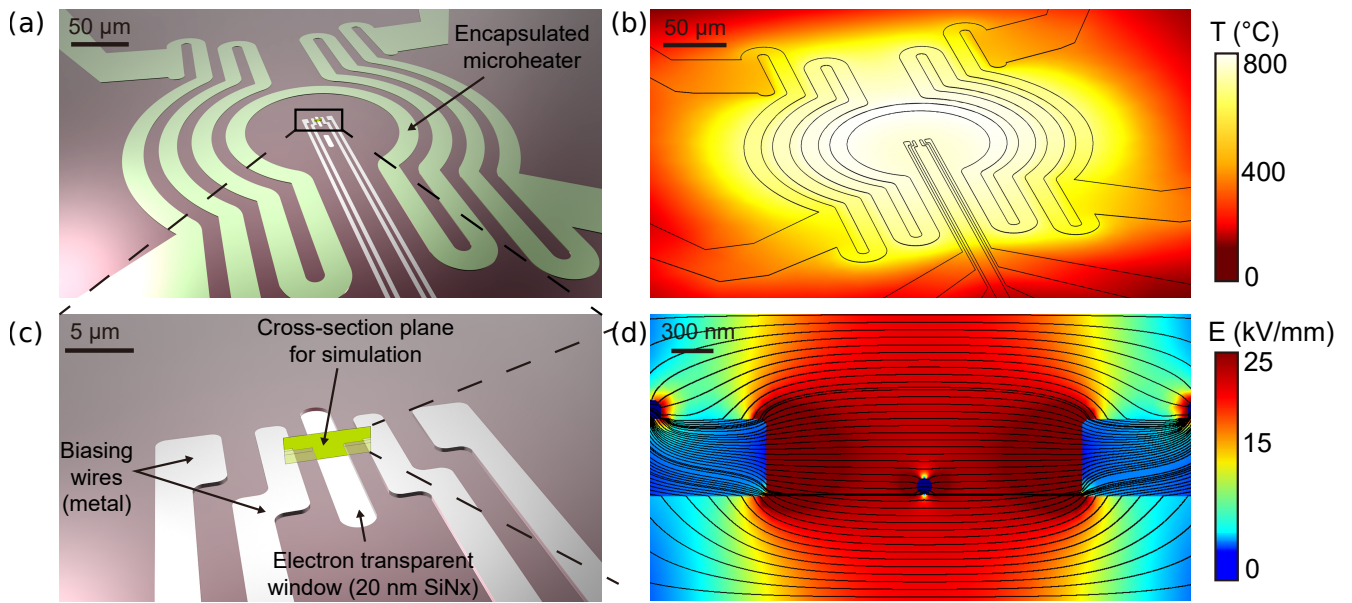 (a)
50 µm
Encapsulated
microheater
(b)
50 µm
T (°C)
800
400
0
(c)
5 µm
Cross-section plane
for simulation
Biasing
wires
(metal)
Electron transparent
window (20 nm SiNx)
(d)
300 nm
E (kV/mm)
25
15
0